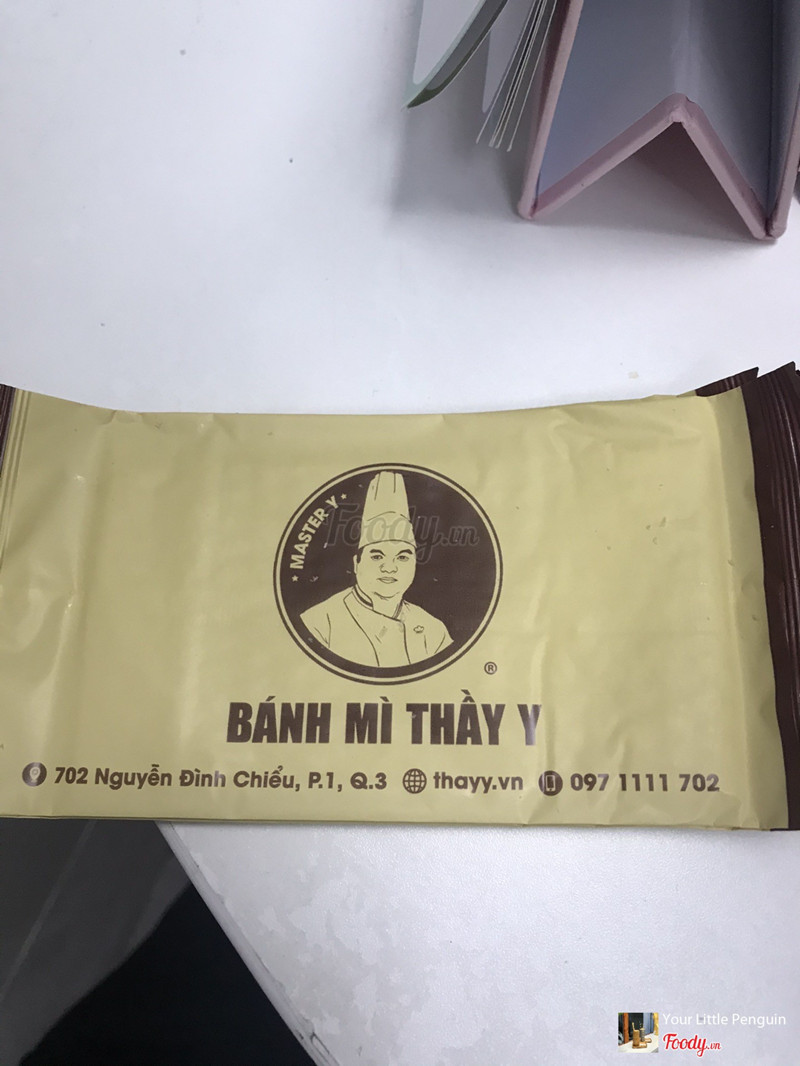 ★ MASTER Y ★
Foody.vn
®
BÁNH MÌ THẦY Y
702 Nguyễn Đình Chiểu, P.1, Q.3 thayy.vn 097 1111 702
Your Little Penguin
Foody.vn